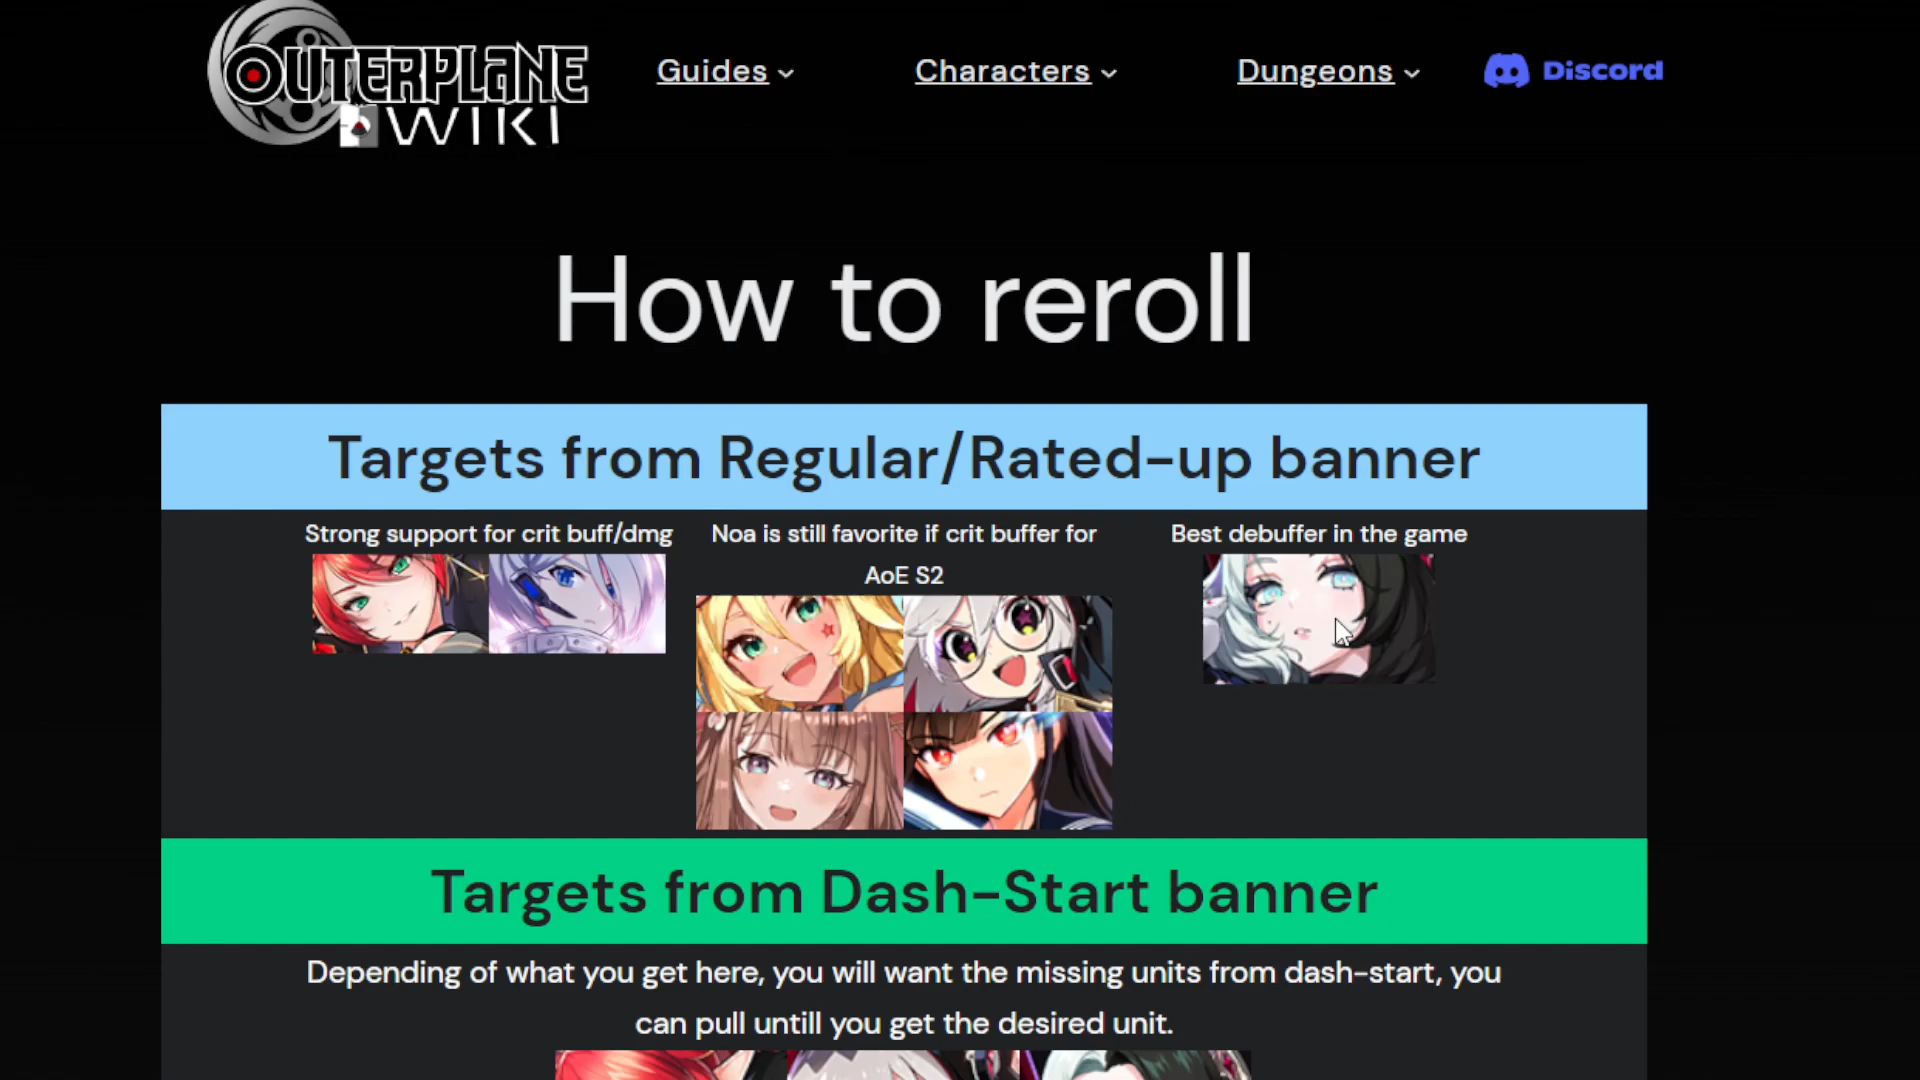 OUTERPLANE
WIKI
Guides
Characters
Dungeons
Discord
How to reroll
Targets from Regular/Rated-up banner
Strong support for crit buff/dmg
Noa is still favorite if crit buffer for
AoE S2
Best debuffer in the game
Targets from Dash-Start banner
Depending of what you get here, you will want the missing units from dash-start, you
can pull untill you get the desired unit.